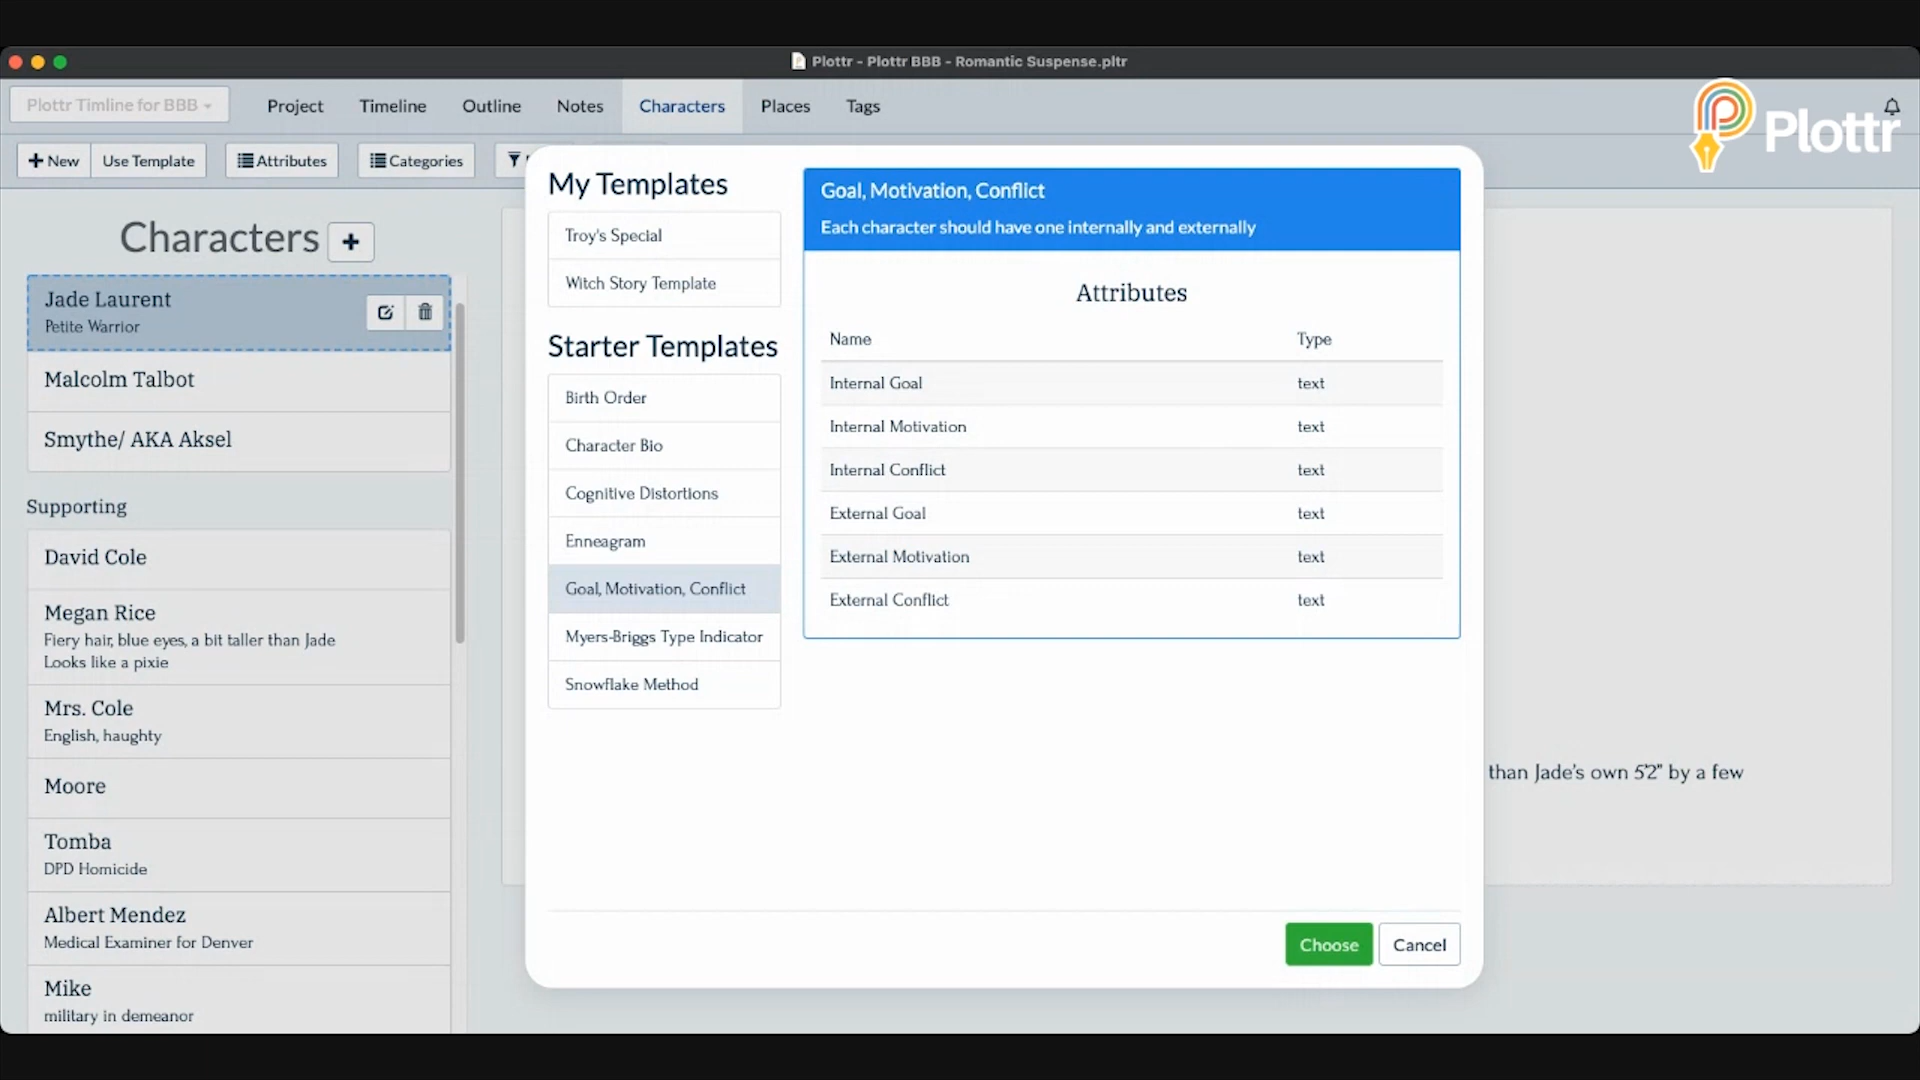 Plottr - Plottr BBB - Romantic Suspense.pltr
Plottr Timline for BBB
Project
Timeline
Outline
Notes
Characters
Places
Tags
Plottr
New
Use Template
Attributes
Categories
Characters
Jade Laurent
Petite Warrior
Malcolm Talbot
Smythe/ AKA Aksel
Supporting
David Cole
Megan Rice
Fiery hair, blue eyes, a bit taller than Jade
Looks like a pixie
Mrs. Cole
English, haughty
Moore
Tomba
DPD Homicide
Albert Mendez
Medical Examiner for Denver
Mike
military in demeanor
My Templates
Troy's Special
Witch Story Template
Starter Templates
Birth Order
Character Bio
Cognitive Distortions
Enneagram
Goal, Motivation, Conflict
Myers-Briggs Type Indicator
Snowflake Method
Goal, Motivation, Conflict
Each character should have one internally and externally
Attributes
Name Type
Internal Goal text
Internal Motivation text
Internal Conflict text
External Goal text
External Motivation text
External Conflict text
than Jade's own 5'2" by a few
Choose
Cancel